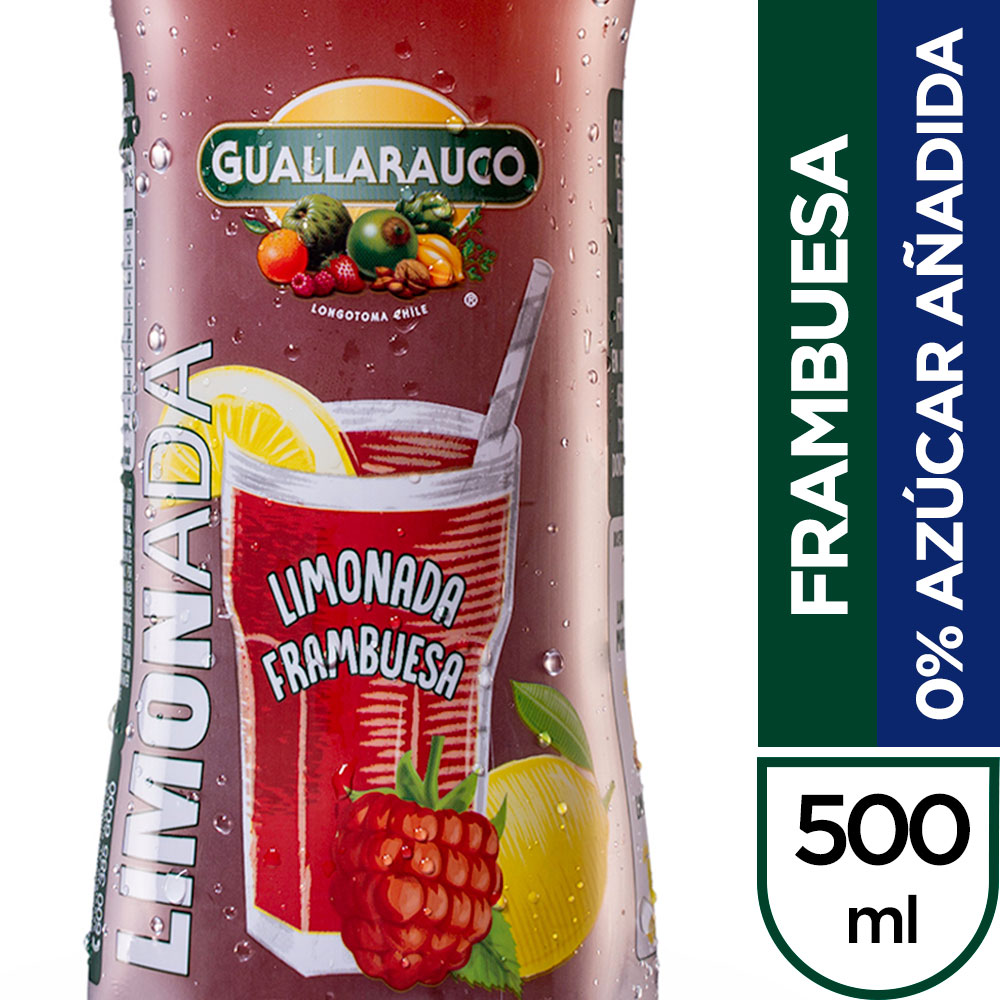 GUALLARAUCO
LONGOTOMA CHILE
®
LIMONADA
LIMONADA
FRAMBUESA
FRAMBUESA
0% AZÚCAR AÑADIDA
500
ml